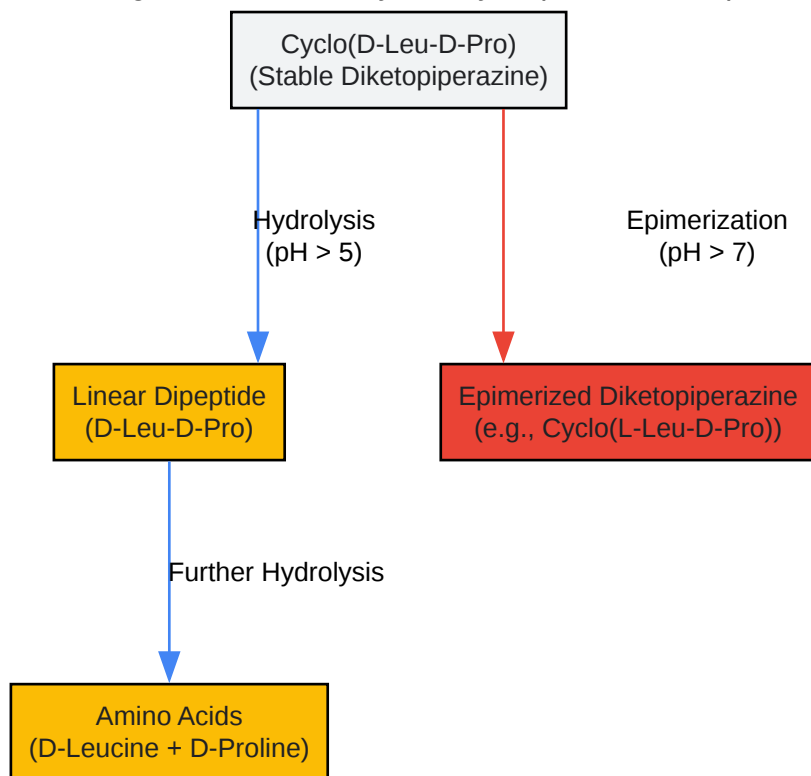 Cyclo(D-Leu-D-Pro)
(Stable Diketopiperazine)
Hydrolysis
(pH > 5)
Epimerization
(pH > 7)
Linear Dipeptide
(D-Leu-D-Pro)
Epimerized Diketopiperazine
(e.g., Cyclo(L-Leu-D-Pro))
Further Hydrolysis
Amino Acids
(D-Leucine + D-Proline)